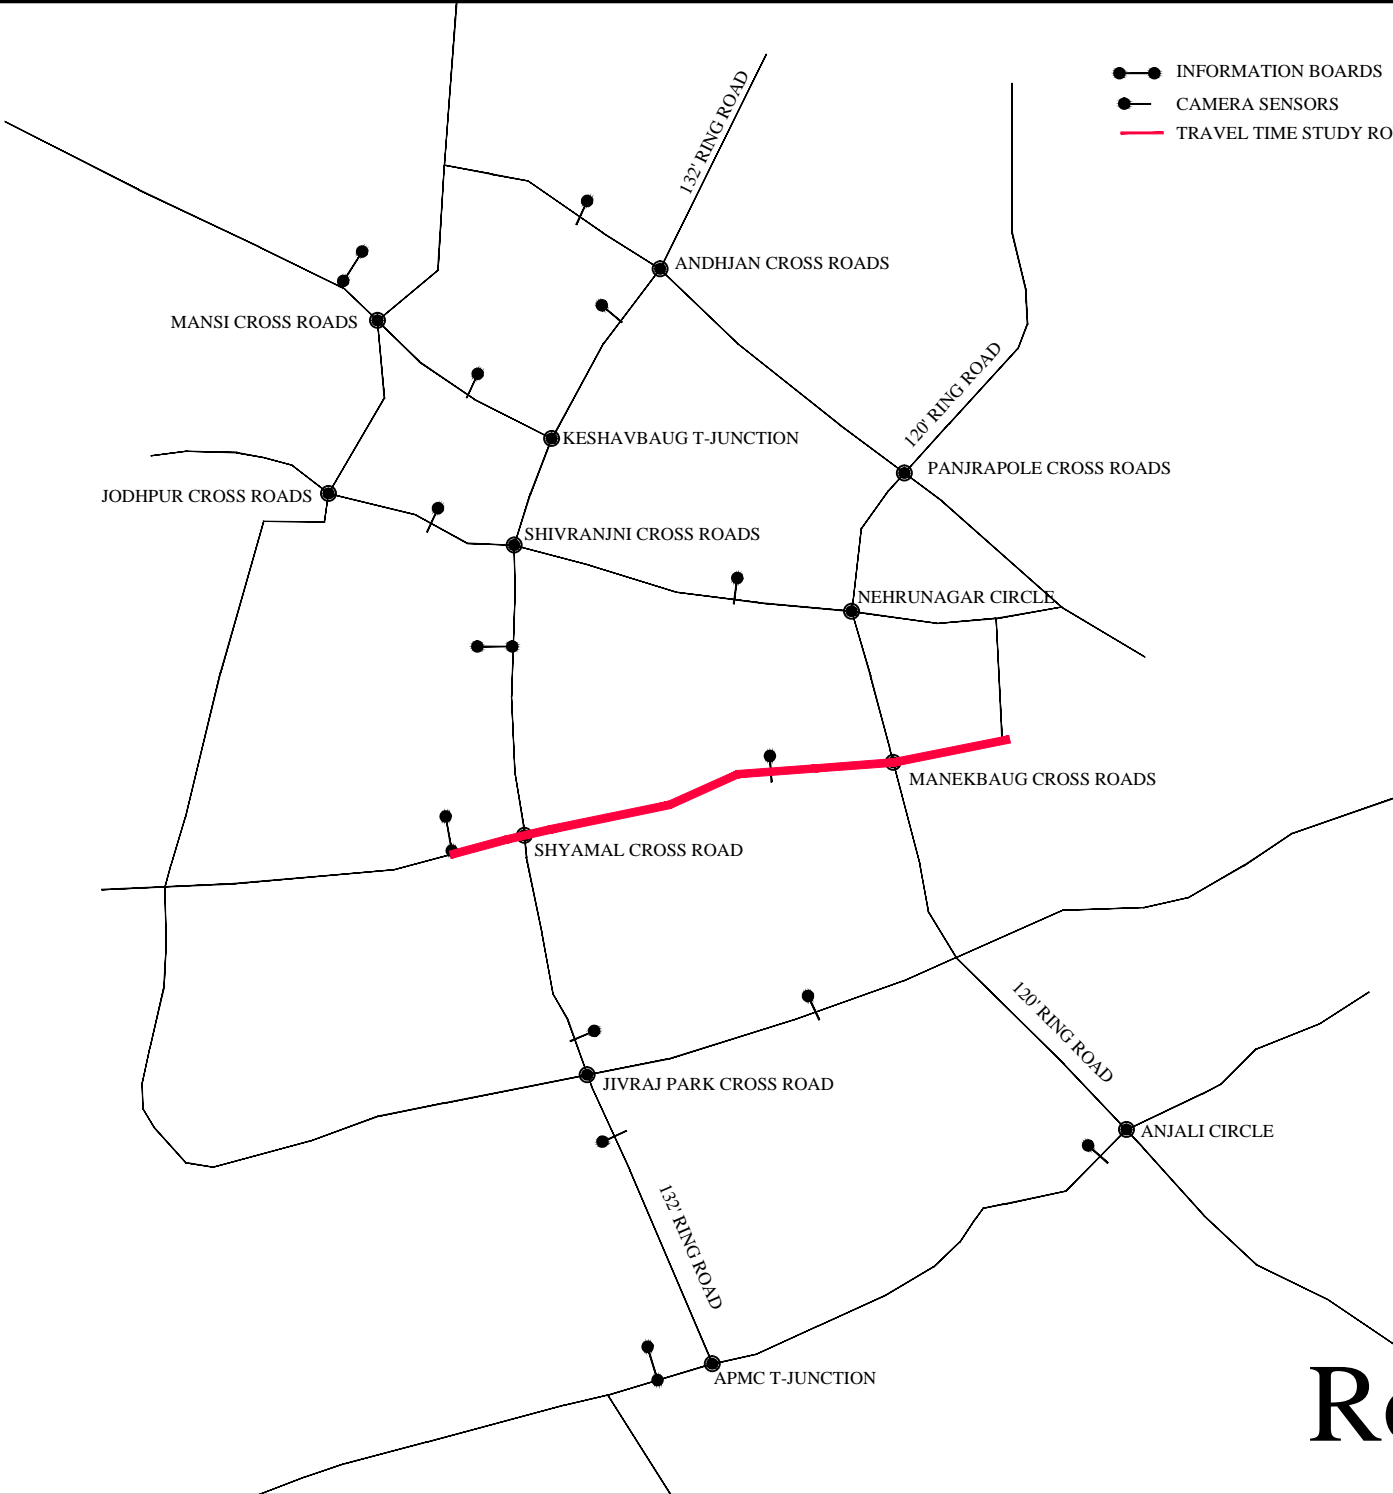 INFORMATION BOARDS
CAMERA SENSORS
TRAVEL TIME STUDY RO
132' RING ROAD
ANDHJAN CROSS ROADS
MANSI CROSS ROADS
120' RING ROAD
KESHAVBAUG T-JUNCTION
PANJRAPOLE CROSS ROADS
JODHPUR CROSS ROADS
SHIVRANJNI CROSS ROADS
NEHRUNAGAR CIRCLE
MANEKBAUG CROSS ROADS
SHYAMAL CROSS ROAD
120' RING ROAD
JIVRAJ PARK CROSS ROAD
ANJALI CIRCLE
132' RING ROAD
APMC T-JUNCTION
Re